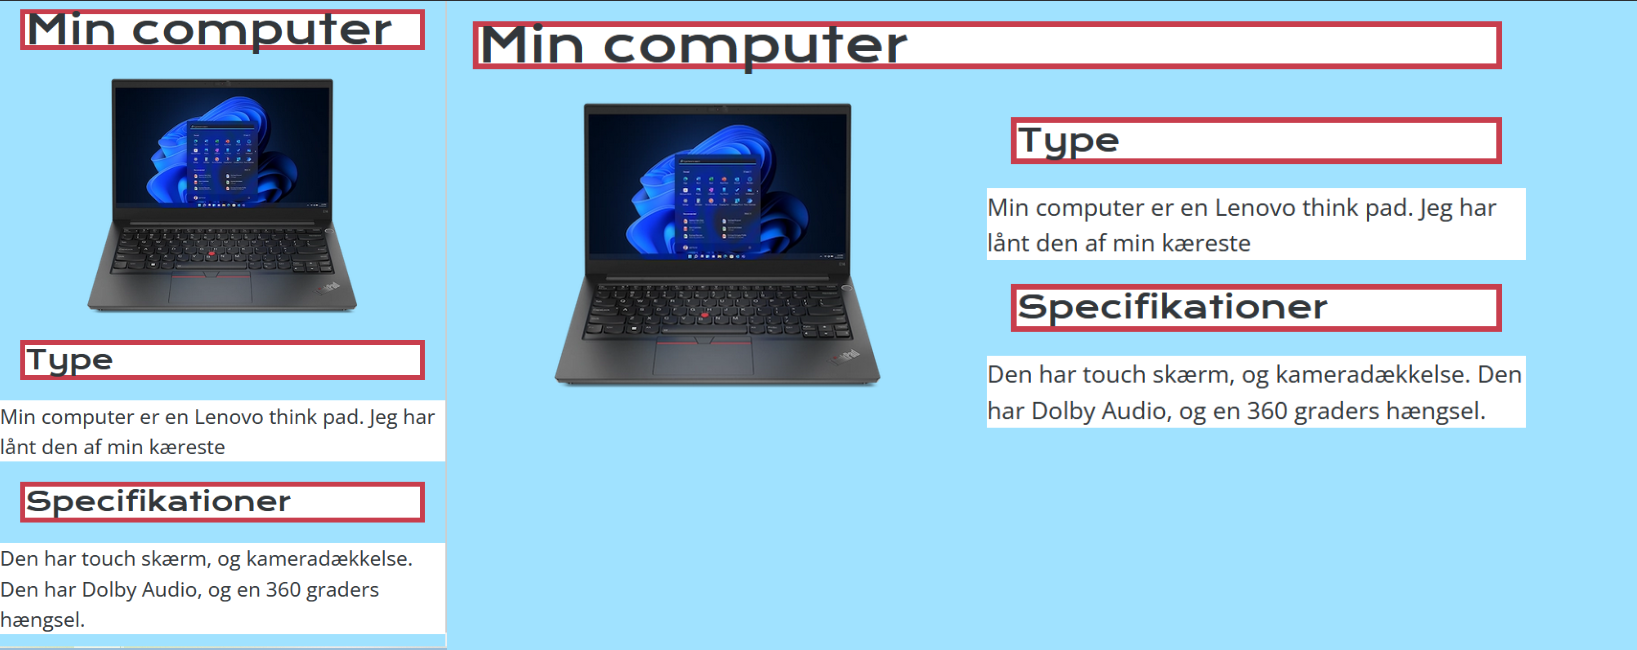 Min computer
Type
Min computer er en Lenovo think pad. Jeg har
lånt den af min kæreste
Specifikationer
Den har touch skærm, og kameradækkelse.
Den har Dolby Audio, og en 360 graders
hængsel.
Min computer
Type
Min computer er en Lenovo think pad. Jeg har
lånt den af min kæreste
Specifikationer
Den har touch skærm, og kameradækkelse. Den
har Dolby Audio, og en 360 graders hængsel.